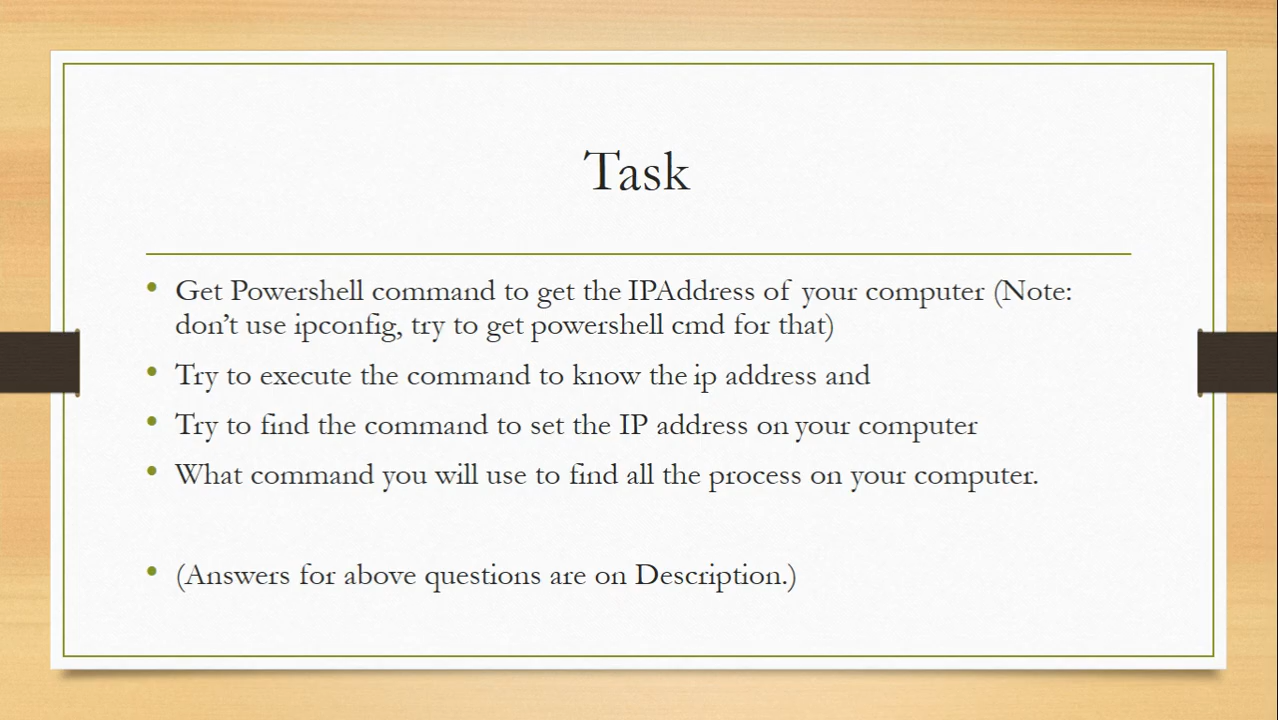 Task
• Get Powershell command to get the IPAddress of your computer (Note:
don’t use ipconfig, try to get powershell cmd for that)
• Try to execute the command to know the ip address and
• Try to find the command to set the IP address on your computer
• What command you will use to find all the process on your computer.
• (Answers for above questions are on Description.)